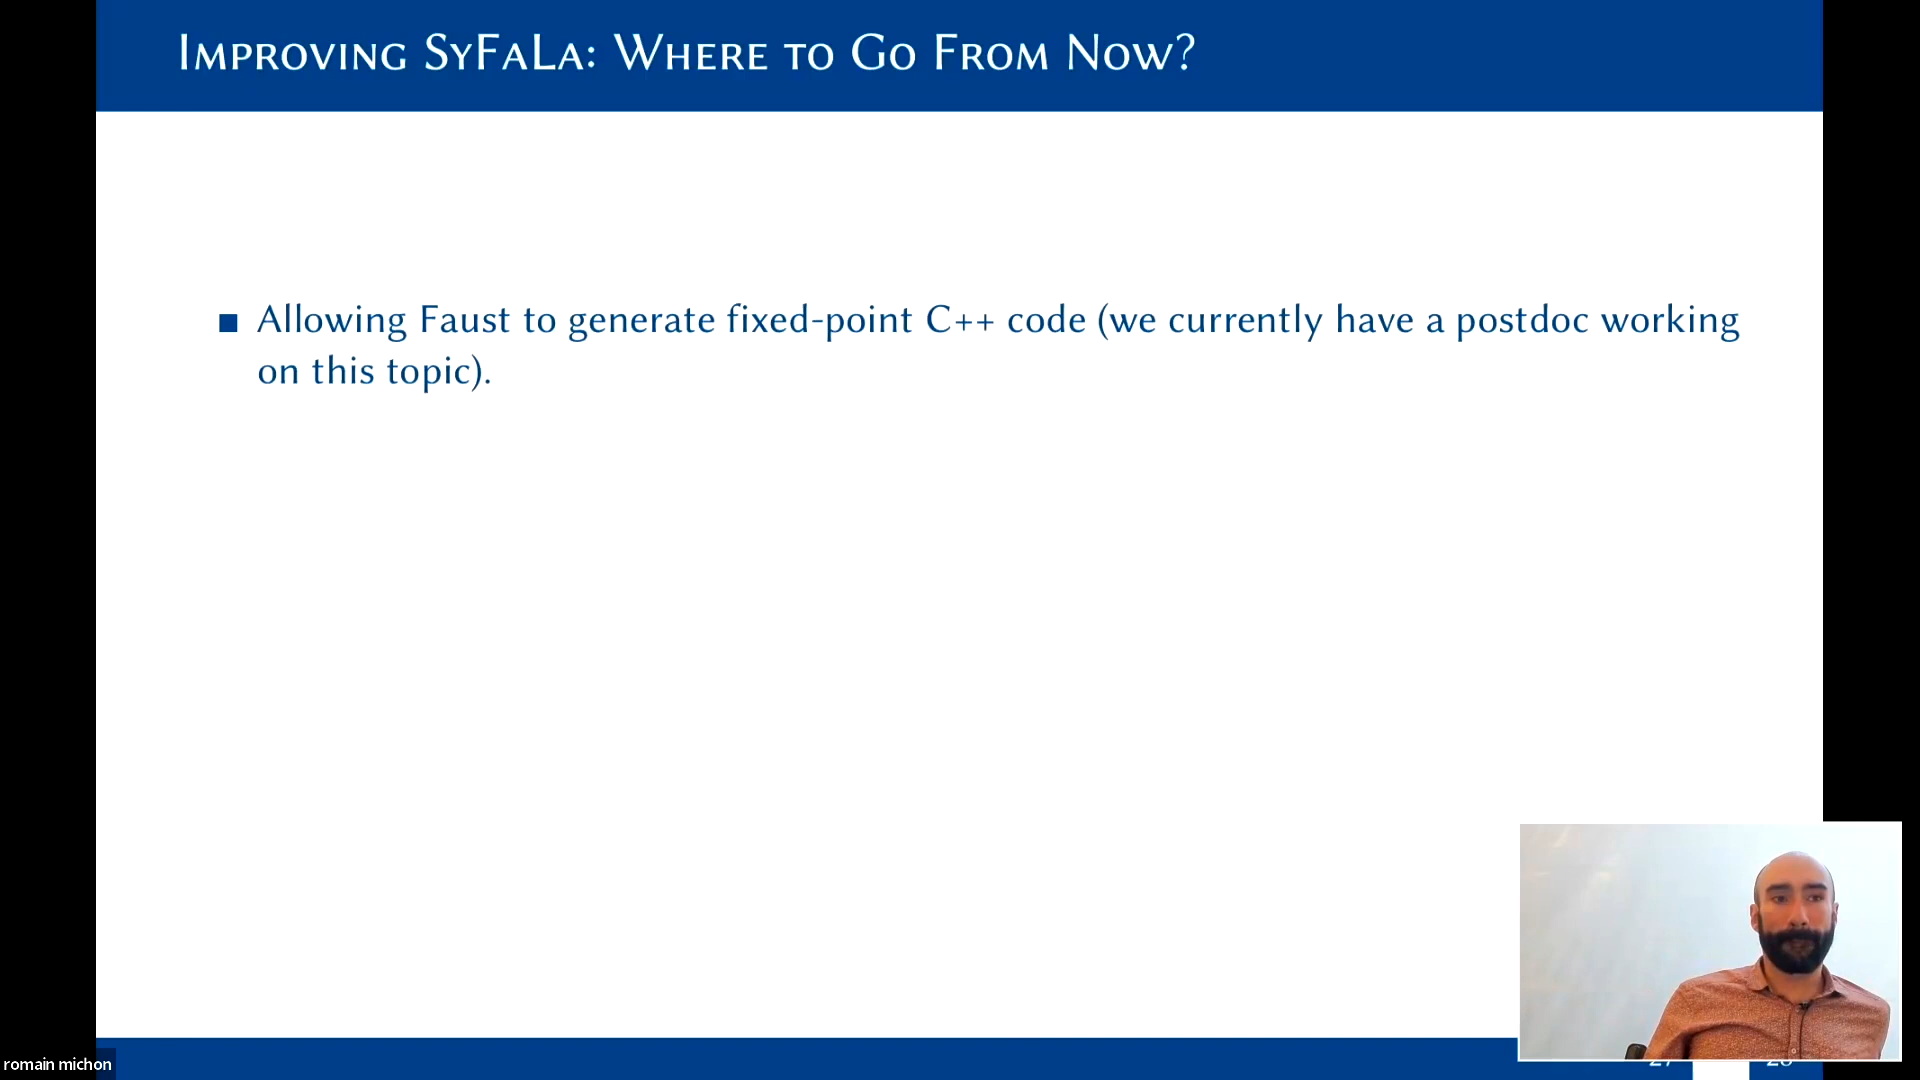 Improving SyFaLa: Where to Go From Now?
■ Allowing Faust to generate fixed-point C++ code (we currently have a postdoc working
on this topic).
romain michon